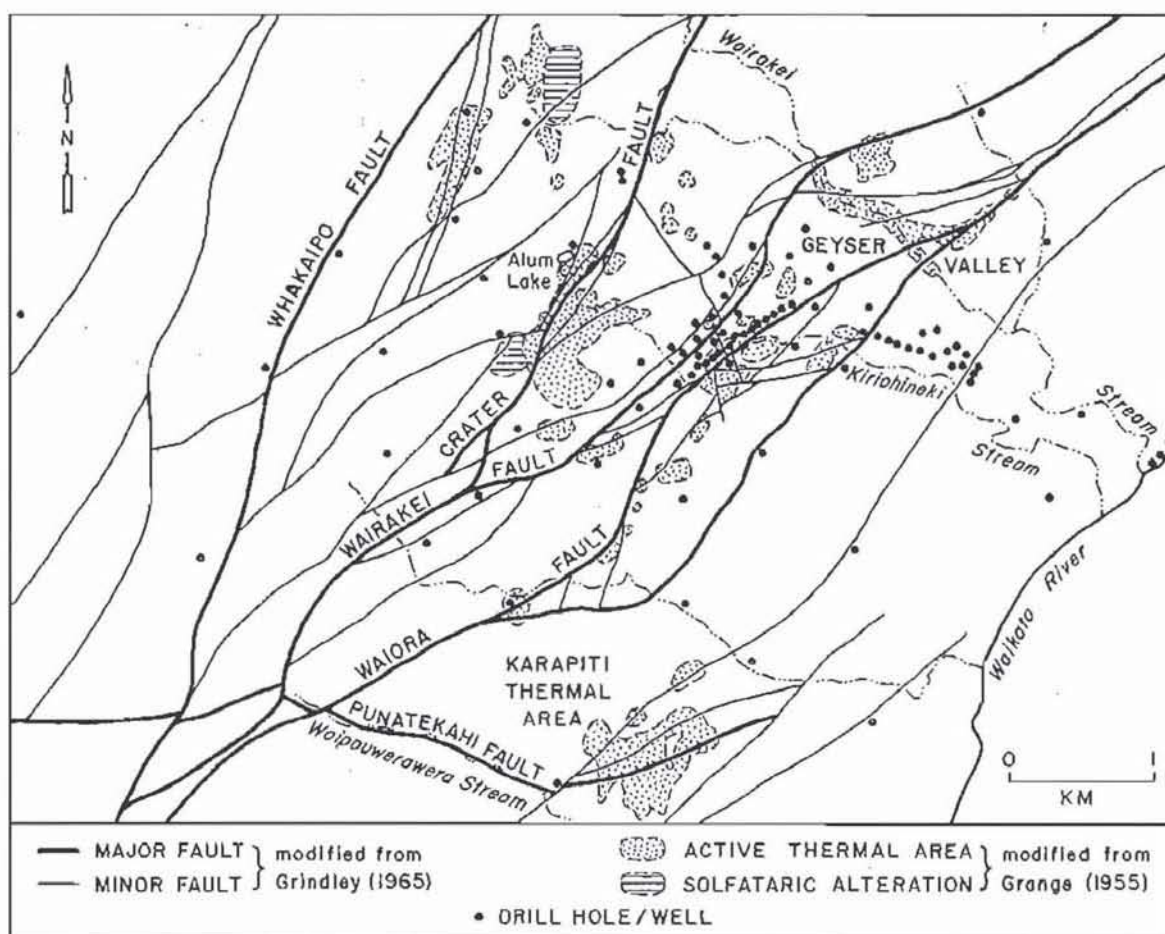 Wairakei
N
WHAKAIPO FAULT
FAULT
Alum
Lake
GEYSER
VALLEY
CRATER
Kiriohineki
Stream
Stream
WAIRAKEI
FAULT
FAULT
WAIORA
KARAPITI
THERMAL
AREA
PUNATEKAHI FAULT
Waipouwerawera Stream
Waikato River
0 1
KM
MAJOR FAULT
MINOR FAULT
modified from
Grindley (1965)
ACTIVE THERMAL AREA
SOLFATARIC ALTERATION
modified from
Grange (1955)
DRILL HOLE/WELL